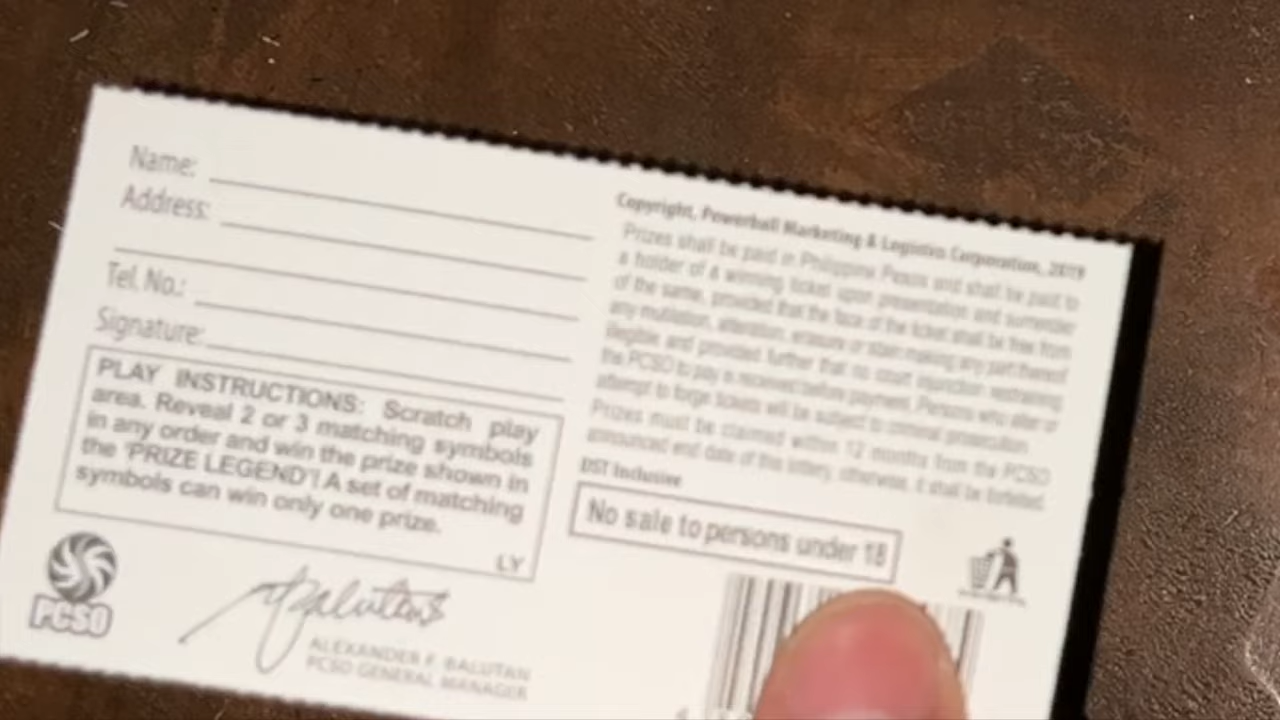 Name:
Address:
Tel. No.:
Signature:
PLAY INSTRUCTIONS: Scratch play
area. Reveal 2 or 3 matching symbols
in any order and win the prize shown in
the 'PRIZE LEGEND'! A set of matching
symbols can win only one prize.
LY
PCSO
ALEXANDER F. BALUTAN
PCSO GENERAL MANAGER
Copyright, Powerball Marketing & Logistics Corporation, 2019
Prizes shall be paid in Philippine Pesos and shall be paid to
a holder of a winning ticket upon presentation and surrender
of the same, provided that the face of the ticket shall be free from
any mutilation, alteration, erasure or stain making any part thereof
illegible and provided further that no court injunction restraining
the PCSO to pay is received before payment. Persons who alter or
attempt to forge tickets will be subject to criminal prosecution.
Prizes must be claimed within 12 months from the PCSO
announced end date of this lottery, otherwise, it shall be forfeited.
DST Inclusive
No sale to persons under 18